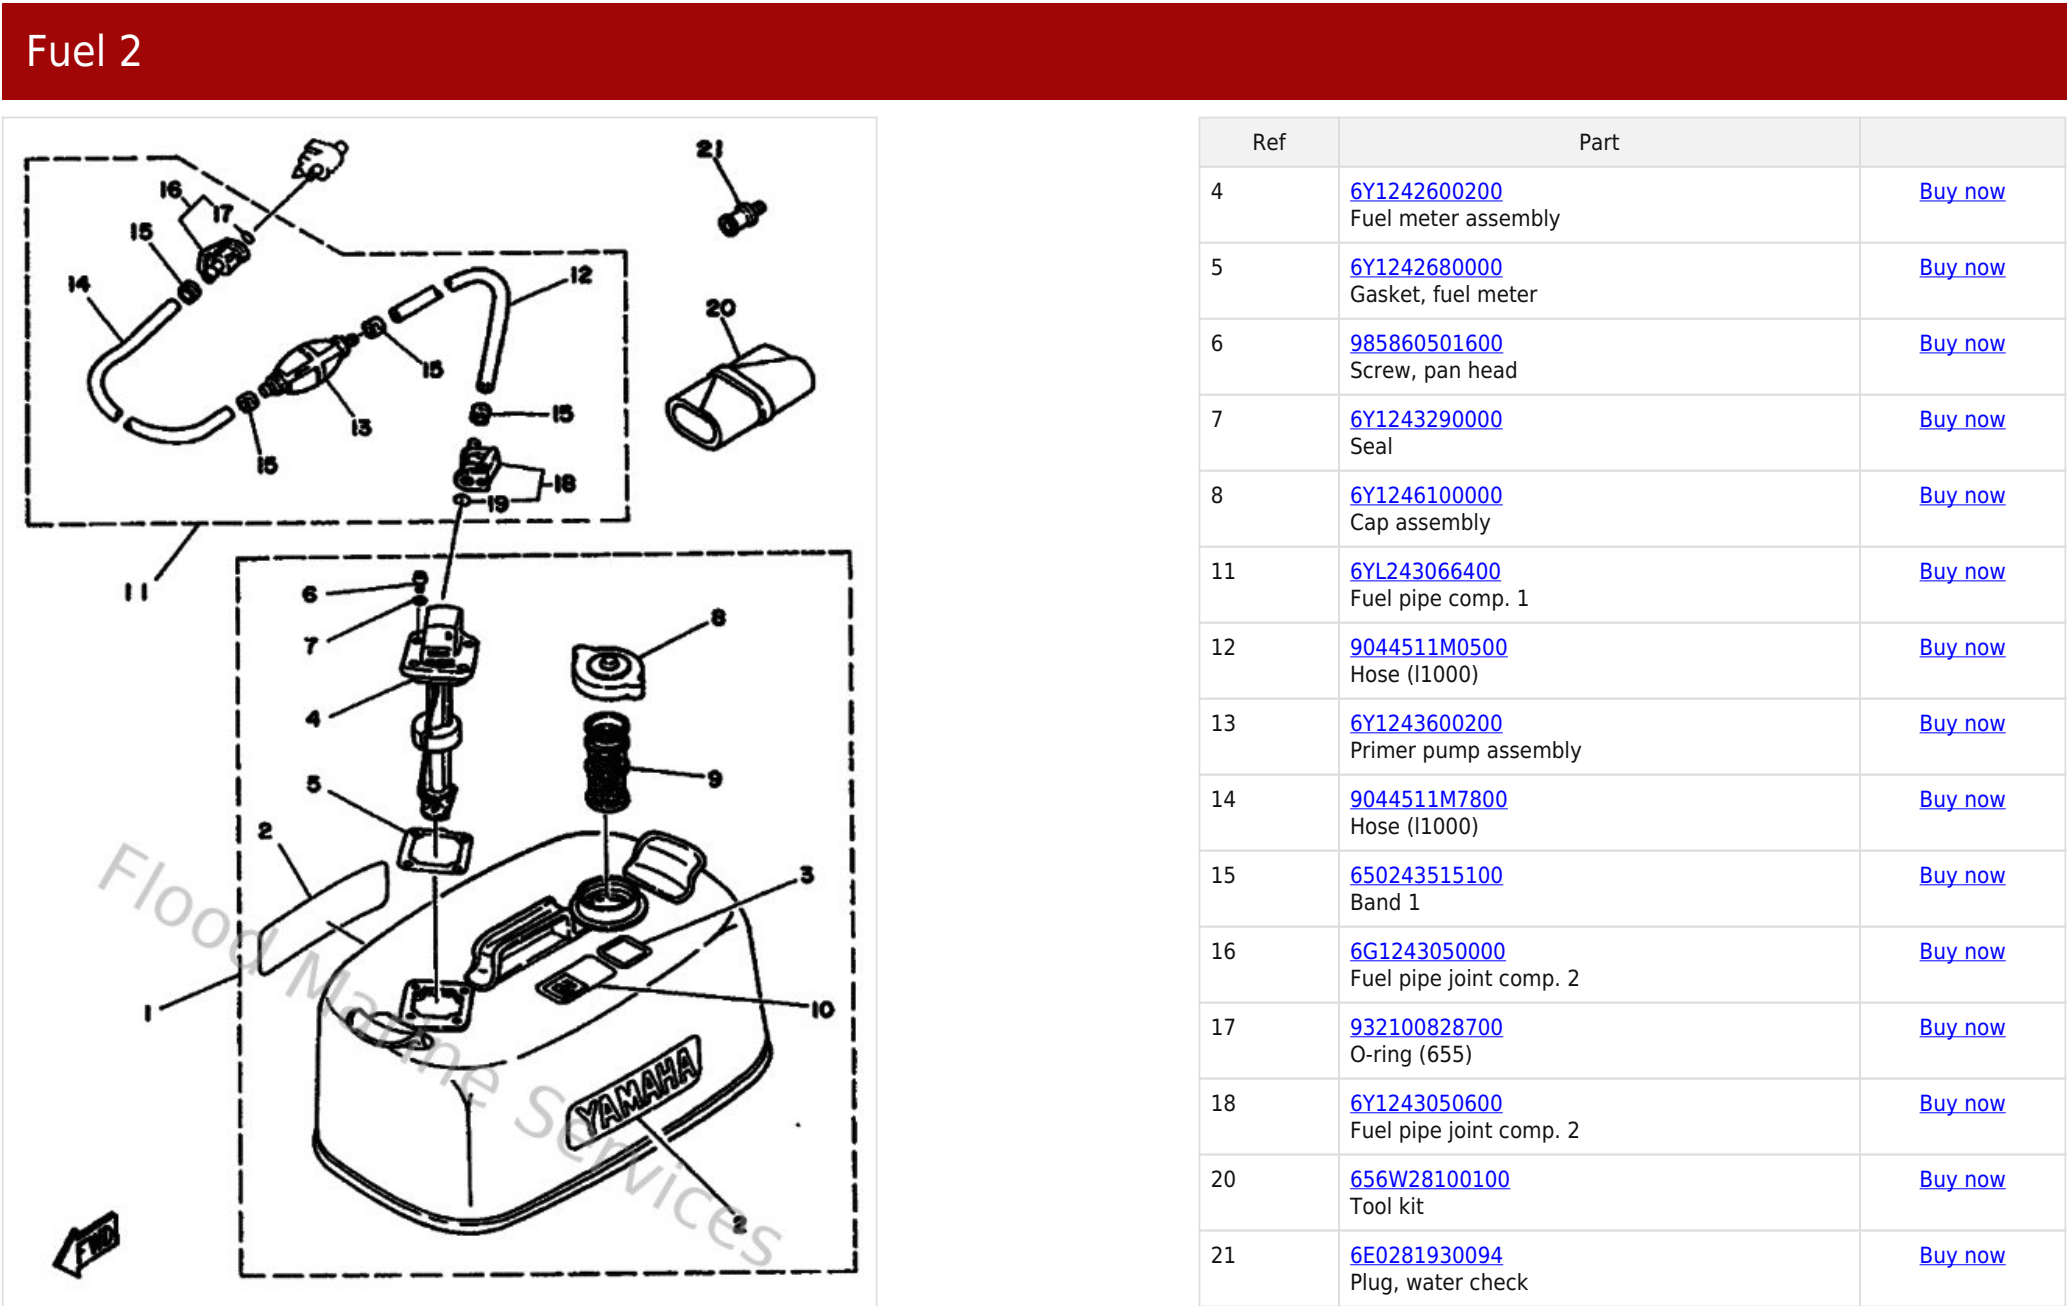 Fuel 2
21
16
17
15
14
12
20
15
13
15
15
18
19
11
6
7
8
4
9
5
2
3
1
10
YAMAHA
2
FWD
Flood Marine Services
Ref Part
4 6Y1242600200 Buy now
Fuel meter assembly
5 6Y1242680000 Buy now
Gasket, fuel meter
6 985860501600 Buy now
Screw, pan head
7 6Y1243290000 Buy now
Seal
8 6Y1246100000 Buy now
Cap assembly
11 6YL243066400 Buy now
Fuel pipe comp. 1
12 9044511M0500 Buy now
Hose (l1000)
13 6Y1243600200 Buy now
Primer pump assembly
14 9044511M7800 Buy now
Hose (l1000)
15 650243515100 Buy now
Band 1
16 6G1243050000 Buy now
Fuel pipe joint comp. 2
17 932100828700 Buy now
O-ring (655)
18 6Y1243050600 Buy now
Fuel pipe joint comp. 2
20 656W28100100 Buy now
Tool kit
21 6E0281930094 Buy now
Plug, water check